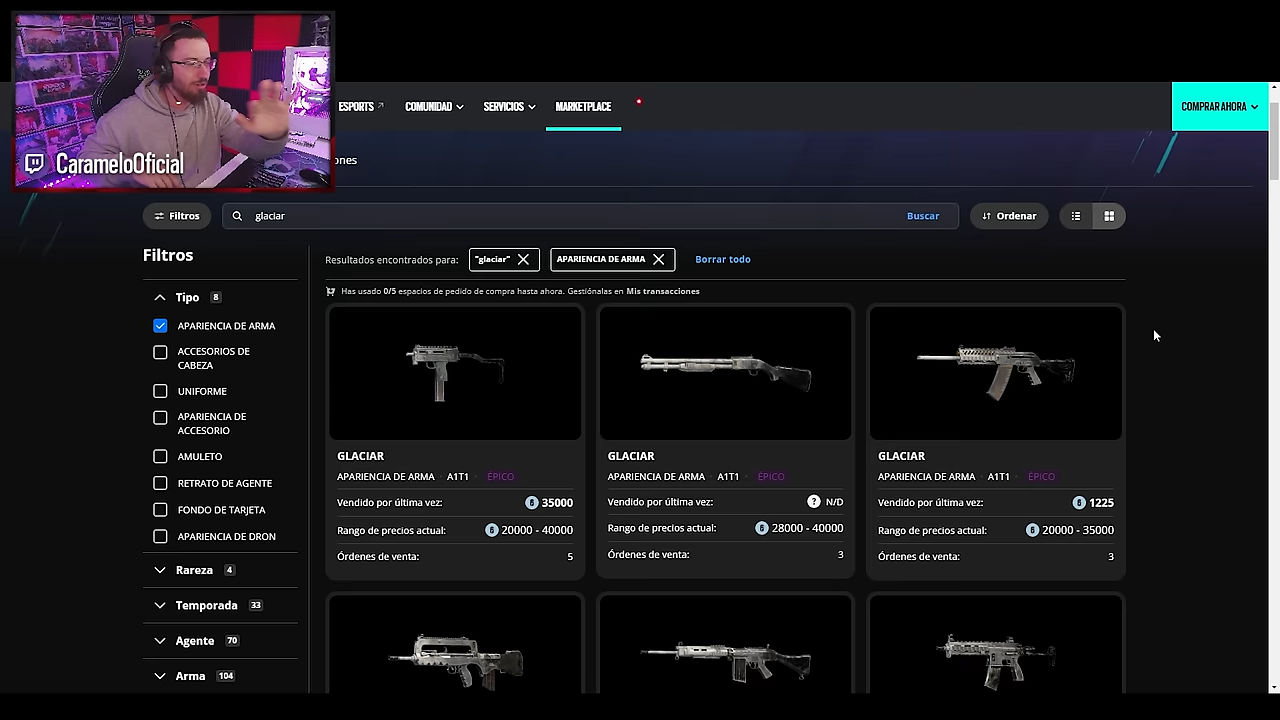 CarameloOficial
ESPORTS
COMUNIDAD
SERVICIOS
MARKETPLACE
COMPRAR AHORA
ones
Filtros
glaciar
Buscar
Ordenar
Filtros
Resultados encontrados para:
"glaciar"
APARIENCIA DE ARMA
Borrar todo
Has usado 0/5 espacios de pedido de compra hasta ahora. Gestiónalas en Mis transacciones
Tipo 8
APARIENCIA DE ARMA
ACCESORIOS DE
CABEZA
UNIFORME
APARIENCIA DE
ACCESORIO
AMULETO
RETRATO DE AGENTE
FONDO DE TARJETA
APARIENCIA DE DRON
Rareza 4
Temporada 33
Agente 70
Arma 104
GLACIAR
APARIENCIA DE ARMA · A1T1 · ÉPICO
Vendido por última vez: 35000
Rango de precios actual: 20000 - 40000
Órdenes de venta: 5
GLACIAR
APARIENCIA DE ARMA · A1T1 · ÉPICO
Vendido por última vez: ? N/D
Rango de precios actual: 28000 - 40000
Órdenes de venta: 3
GLACIAR
APARIENCIA DE ARMA · A1T1 · ÉPICO
Vendido por última vez: 1225
Rango de precios actual: 20000 - 35000
Órdenes de venta: 3